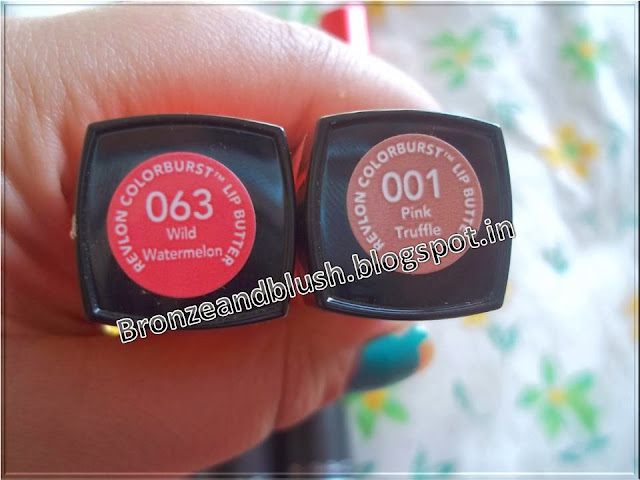 REVLON COLORBURST™ LIP BUTTER
063
Wild
Watermelon
REVLON COLORBURST™ LIP BUTTER
001
Pink
Truffle
Bronzeandblush.blogspot.in